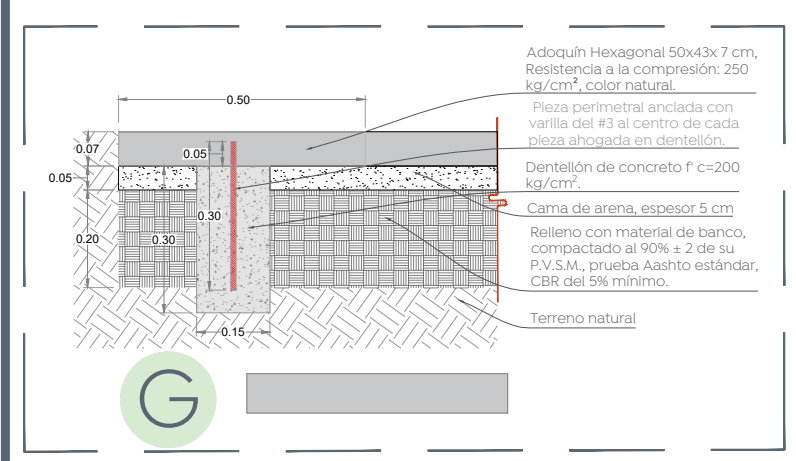 Adoquín Hexagonal 50x43x 7 cm,
Resistencia a la compresión: 250
kg/cm², color natural.
Pieza perimetral anclada con
varilla del #3 al centro de cada
pieza ahogada en dentellón.
Dentellón de concreto f' c=200
kg/cm².
Cama de arena, espesor 5 cm
Relleno con material de banco,
compactado al 90% ± 2 de su
P.V.S.M., prueba Aashto estándar,
CBR del 5% mínimo.
Terreno natural
0.50
0.07
0.05
0.05
0.30
0.20
0.30
0.15
G